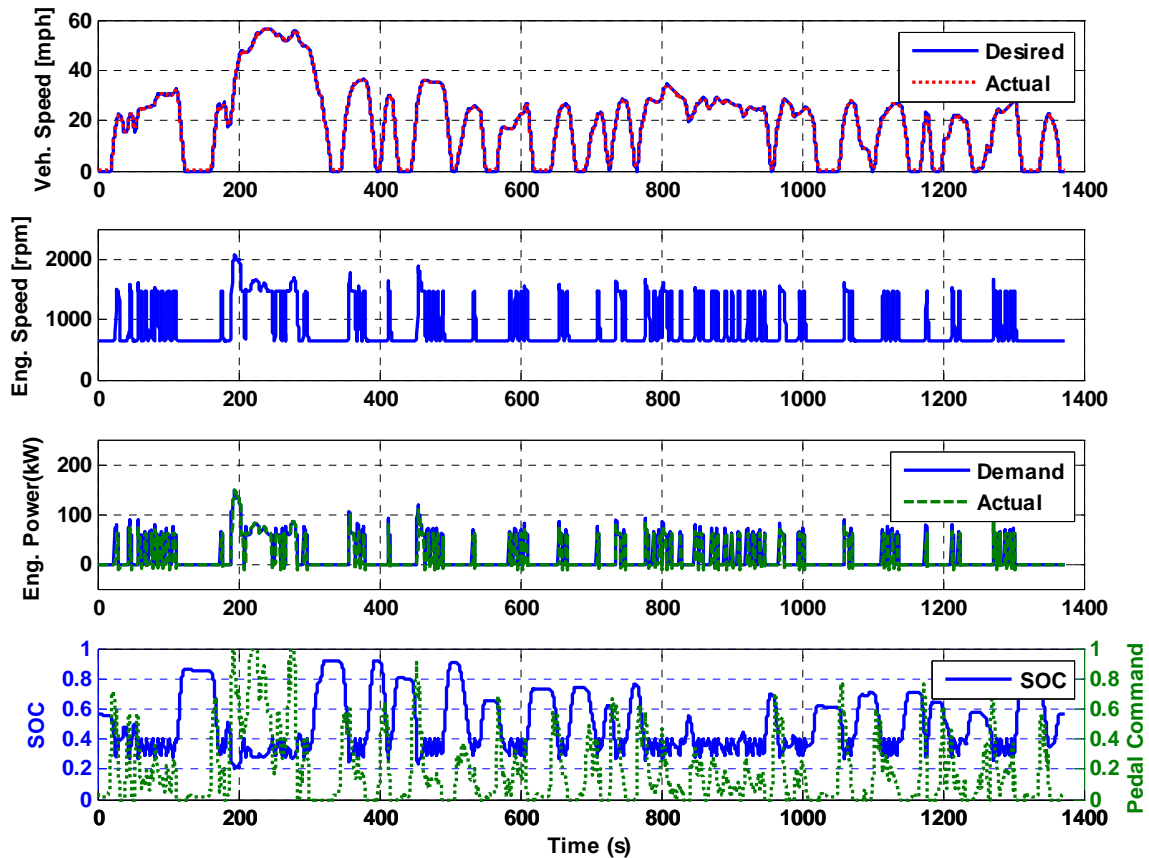 60
40
20
0
Veh. Speed [mph]
Desired
Actual
0 200 400 600 800 1000 1200 1400
2000
1000
0
Eng. Speed [rpm]
0 200 400 600 800 1000 1200 1400
200
100
0
Eng. Power(kW)
Demand
Actual
0 200 400 600 800 1000 1200 1400
1
0.8
0.6
0.4
0.2
0
SOC
SOC
1
0.8
0.6
0.4
0.2
0
Pedal Command
0 200 400 600 800 1000 1200 1400
Time (s)